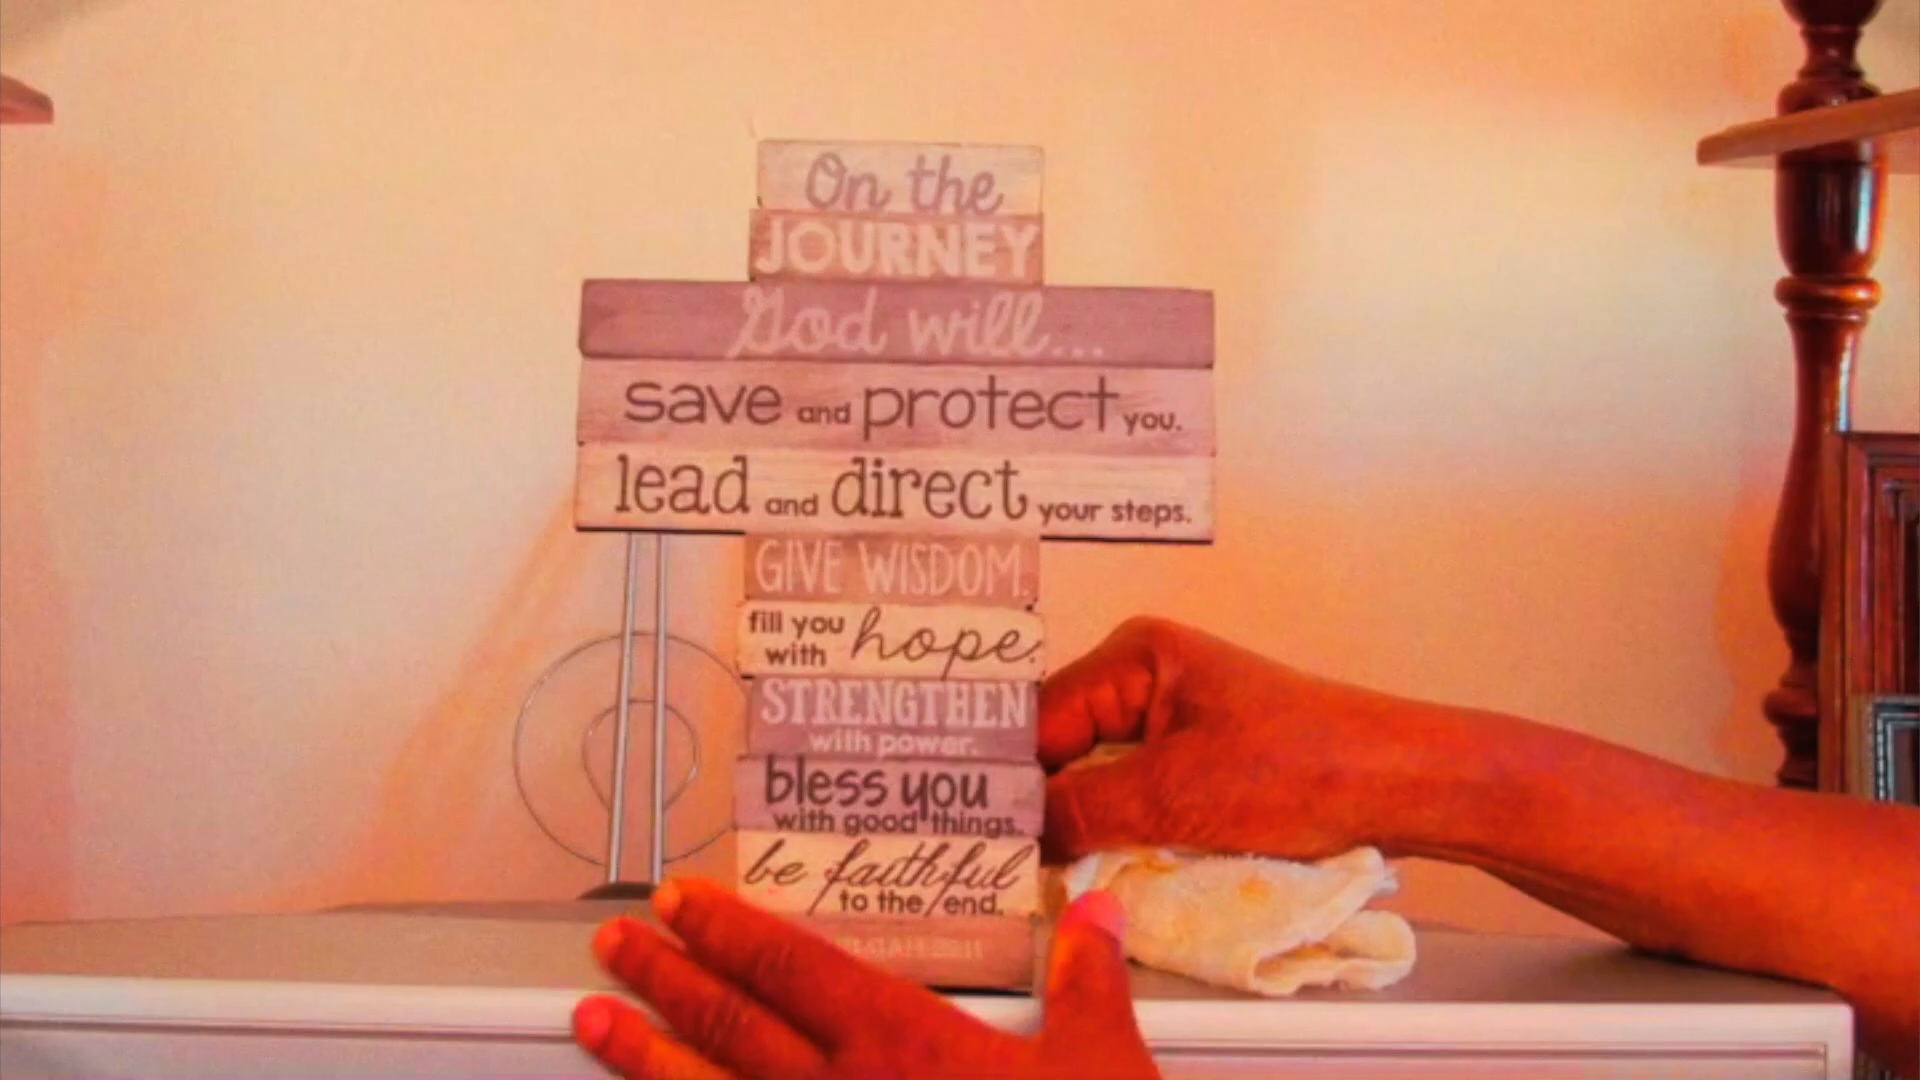 On the
JOURNEY
God will...
save and protect you.
lead and direct your steps.
GIVE WISDOM.
fill you
with hope.
STRENGTHEN
with power.
bless you
with good things.
be faithful
to the end.